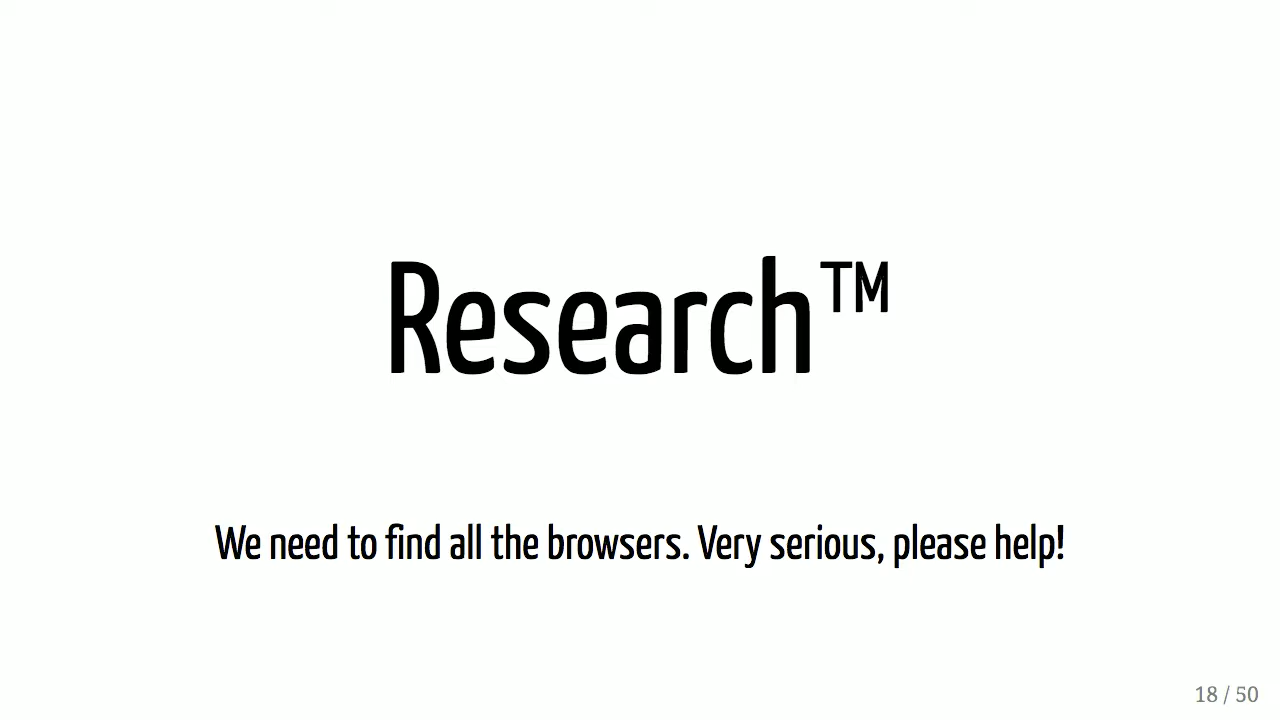 Research™
We need to find all the browsers. Very serious, please help!
18 / 50